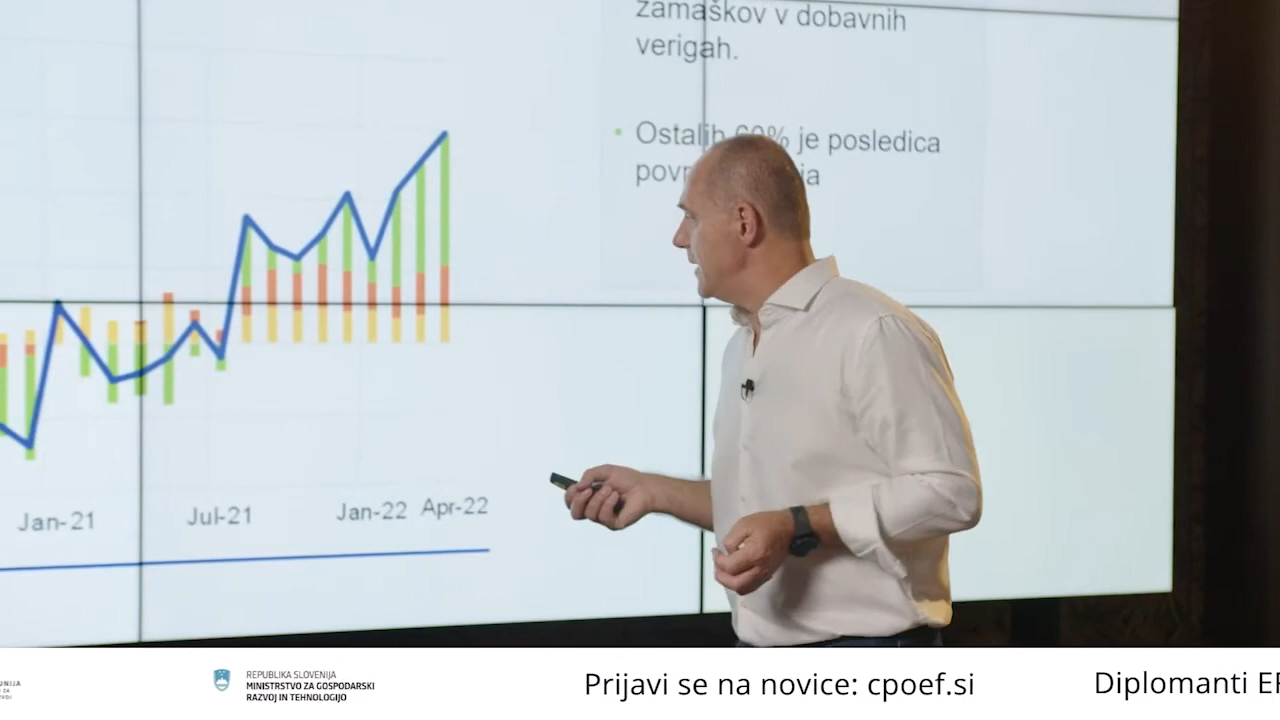 zamaškov v dobavnih
verigah.
Ostalih 60% je posledica
Jan-21
Jul-21
Jan-22
Apr-22
REPUBLIKA SLOVENIJA
MINISTRSTVO ZA GOSPODARSKI
RAZVOJ IN TEHNOLOGIJO
Prijavi se na novice: cpoef.si
Diplomanti